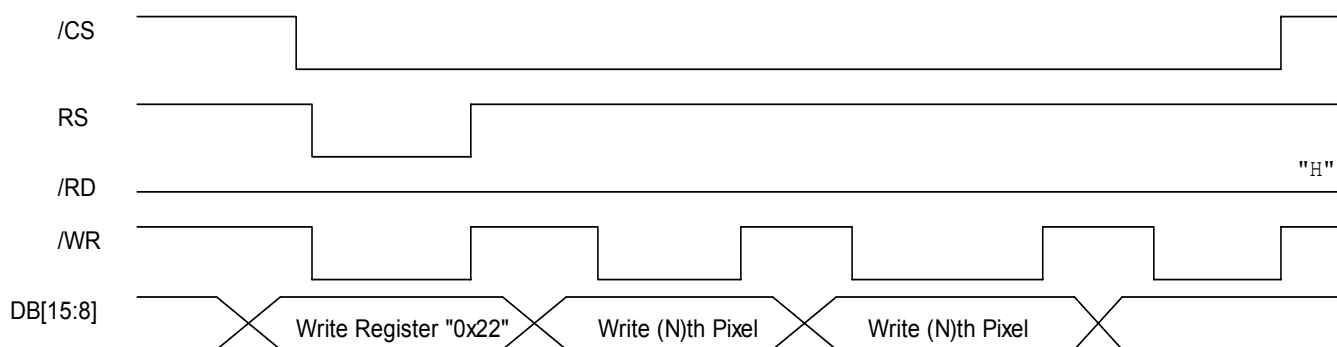 /CS
RS
/RD
"H"
/WR
DB[15:8]
Write Register "0x22"
Write (N)th Pixel
Write (N)th Pixel